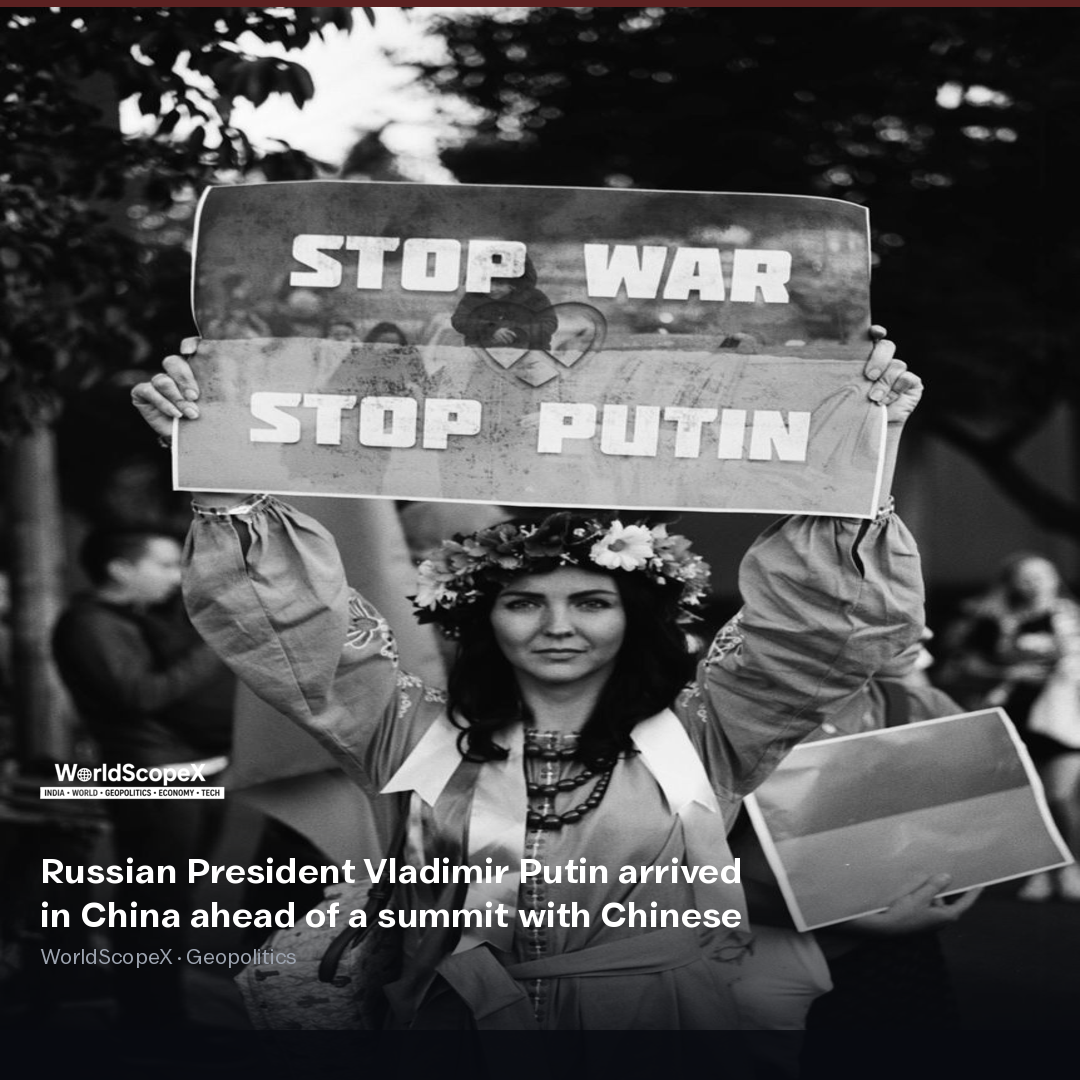 STOP WAR
STOP PUTIN
WorldScopeX
INDIA • WORLD • GEOPOLITICS • ECONOMY • TECH
Russian President Vladimir Putin arrived
in China ahead of a summit with Chinese
WorldScopeX · Geopolitics